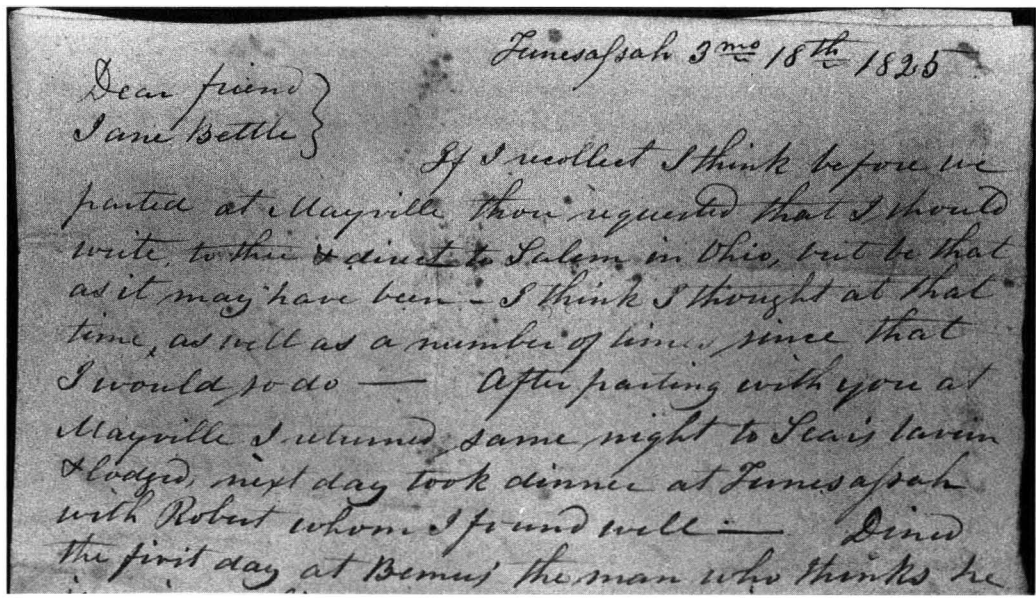 Tunesassah 3mo 18th 1825
Dear friend
Jane Bettle
If I recollect I think before we
parted at Mayville thou requested that I should
write, to thee & direct to Salem in Ohio, but be that
as it may have been - I think I thought at that
time, as well as a number of times since that
I would so do — After parting with you at
Mayville I returned same night to Sears tavern
& lodged, next day took dinner at Tunesassah
with Robert whom I found well — Dined
the first day at Bemus' the man who thinks he